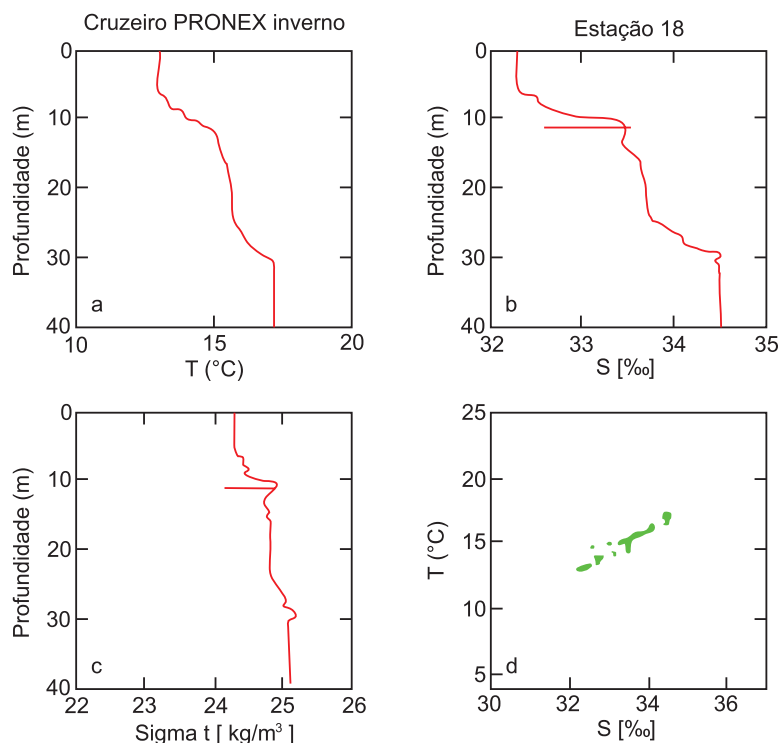 Cruzeiro PRONEX inverno
Estação 18
0
10
20
30
40
Profundidade (m)
a
10
15
20
T (°C)
0
10
20
30
40
Profundidade (m)
b
32
33
34
35
S [‰]
0
10
20
30
40
Profundidade (m)
c
22
23
24
25
26
Sigma t [ kg/m³ ]
25
20
15
10
5
T (°C)
d
30
32
34
36
S [‰]